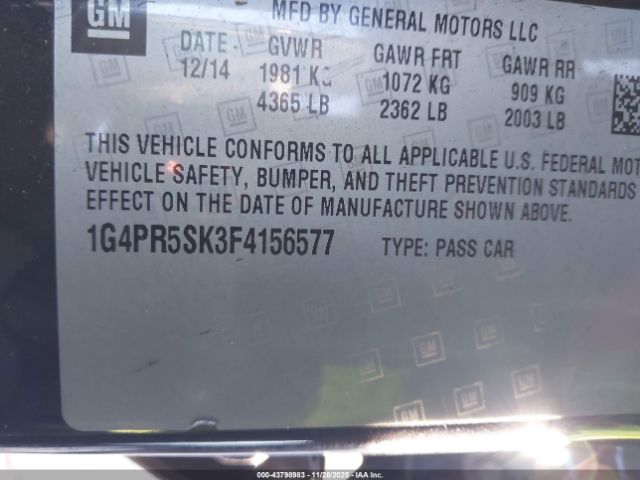 GM
MFD BY GENERAL MOTORS LLC
DATE GVWR GAWR FRT GAWR RR
12/14 1981 KG 1072 KG 909 KG
4365 LB 2362 LB 2003 LB
THIS VEHICLE CONFORMS TO ALL APPLICABLE U.S. FEDERAL MOT
VEHICLE SAFETY, BUMPER, AND THEFT PREVENTION STANDARDS
EFFECT ON THE DATE OF MANUFACTURE SHOWN ABOVE.
1G4PR5SK3F4156577 TYPE: PASS CAR
000-43798983 - 11/28/2025 - IAA Inc.